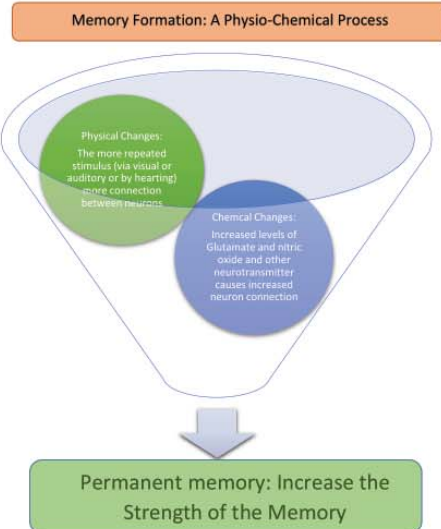 Memory Formation: A Physio-Chemical Process
Physical Changes:
The more repeated
stimulus (via visual or
auditory or by hearting)
more connection
between neurons
Chemcal Changes:
Increased levels of
Glutamate and nitric
oxide and other
neurotransmitter
causes increased
neuron connection
Permanent memory: Increase the
Strength of the Memory